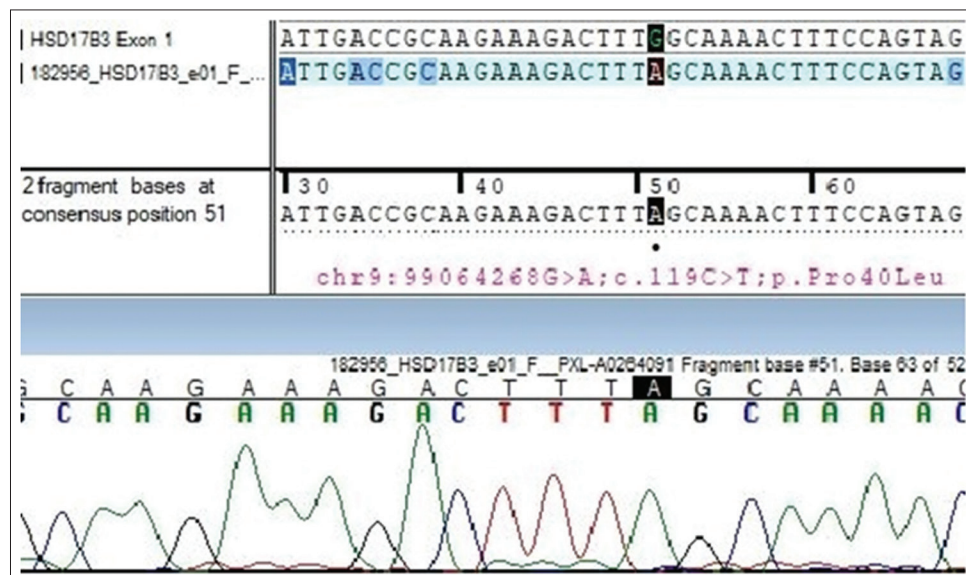 HSD17B3 Exon 1 ATTGACCGCAAGAAAGACTTTGGCAAAACTTTCCAGTAG
182956_HSD17B3_e01_F_... ATTGACCGCAAGAAAGACTTTAGCAAAACTTTCCAGTAG
2 fragment bases at 30 40 50 60
consensus position 51 ATTGACCGCAAGAAAGACTTTAGCAAAACTTTCCAGTAG
chr9:99064268G>A;c.119C>T;p.Pro40Leu
182956_HSD17B3_e01_F__PXL-A0264091 Fragment base #51. Base 63 of 52
G C A A G A A A G A C T T T A G C A A A A C
G C A A G A A A G A C T T T A G C A A A A C